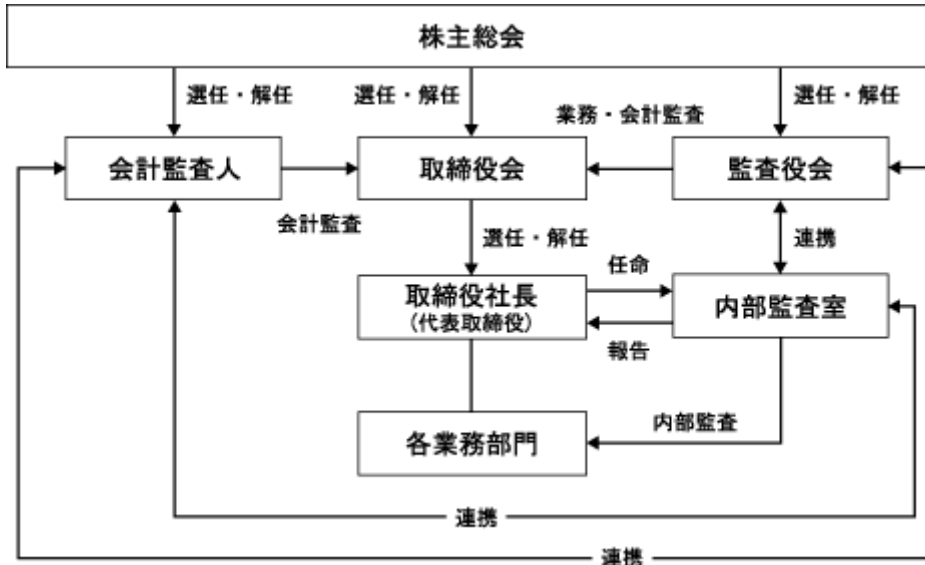 株主総会
選任・解任
選任・解任
選任・解任
業務・会計監査
会計監査人
取締役会
監査役会
会計監査
選任・解任
連携
任命
取締役社長
(代表取締役)
内部監査室
報告
各業務部門
内部監査
連携
連携